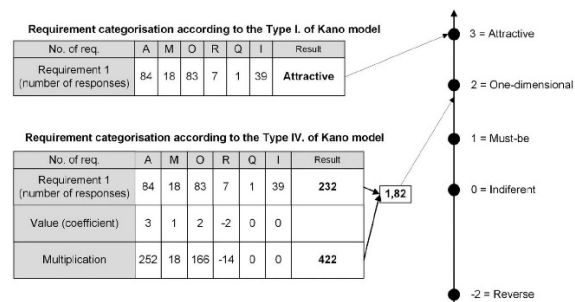 Requirement categorisation according to the Type I. of Kano model
No. of req. A M O R Q I Result
Requirement 1 (number of responses) 84 18 83 7 1 39 Attractive
Requirement categorisation according to the Type IV. of Kano model
No. of req. A M O R Q I Result
Requirement 1 (number of responses) 84 18 83 7 1 39 232
Value (coefficient) 3 1 2 -2 0 0
Multiplication 252 18 166 -14 0 0 422
1,82
3 = Attractive
2 = One-dimensional
1 = Must-be
0 = Indiferent
-2 = Reverse